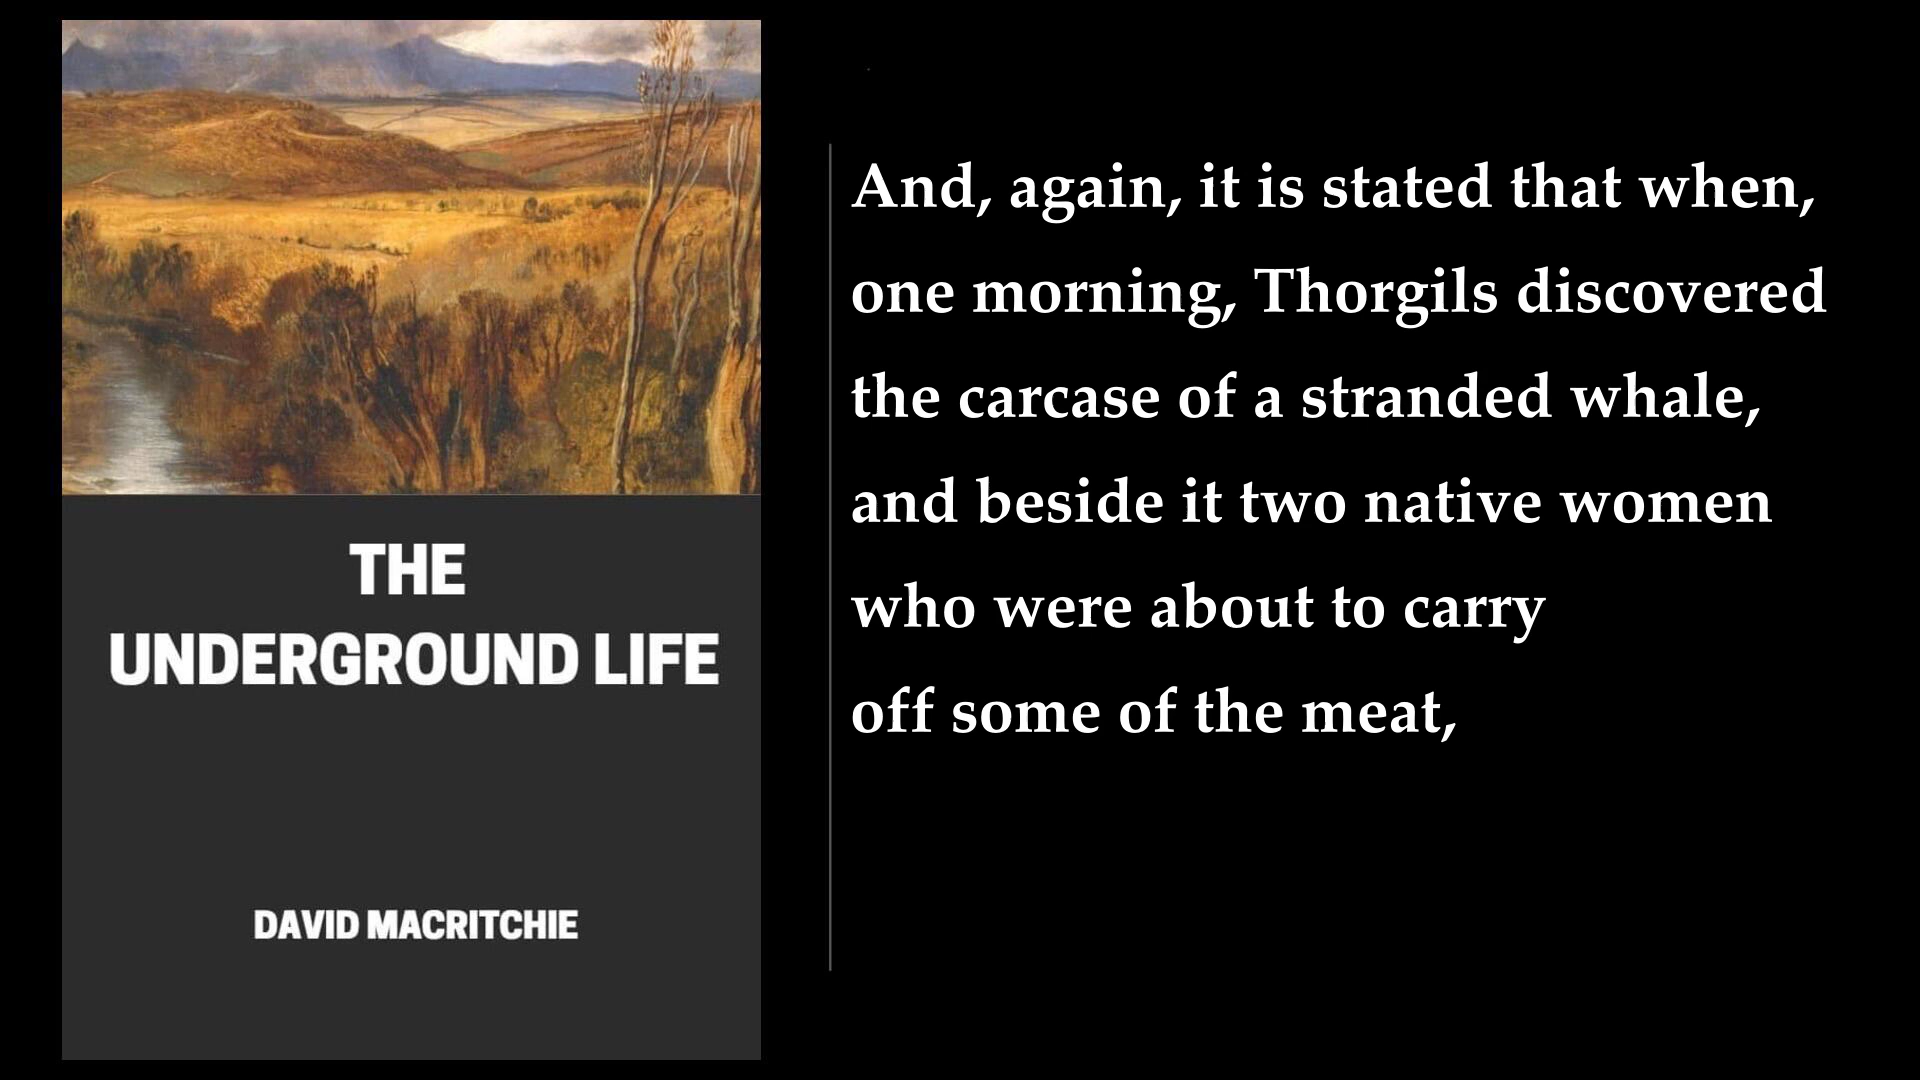 THE
UNDERGROUND LIFE
DAVID MACRITCHIE
And, again, it is stated that when,
one morning, Thorgils discovered
the carcase of a stranded whale,
and beside it two native women
who were about to carry
off some of the meat,